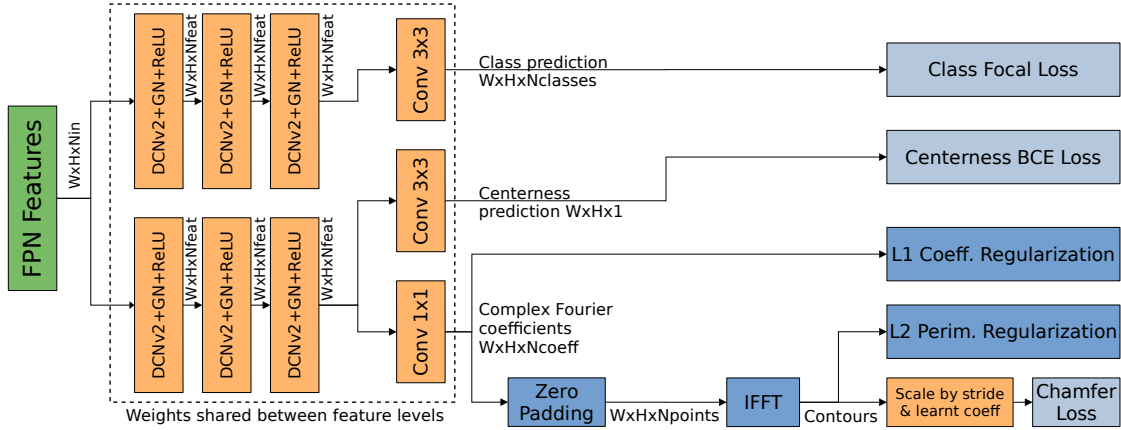 FPN Features
WxHxNin
DCNv2+GN+ReLU
WxHxNfeat
DCNv2+GN+ReLU
WxHxNfeat
DCNv2+GN+ReLU
WxHxNfeat
Conv 3x3
Class prediction
WxHxNclasses
Class Focal Loss
Conv 3x3
Centerness
prediction WxHx1
Centerness BCE Loss
DCNv2+GN+ReLU
WxHxNfeat
DCNv2+GN+ReLU
WxHxNfeat
DCNv2+GN+ReLU
WxHxNfeat
Conv 1x1
Complex Fourier
coefficients
WxHxNcoeff
L1 Coeff. Regularization
L2 Perim. Regularization
Zero
Padding
WxHxNpoints
IFFT
Contours
Scale by stride
& learnt coeff
Chamfer
Loss
Weights shared between feature levels